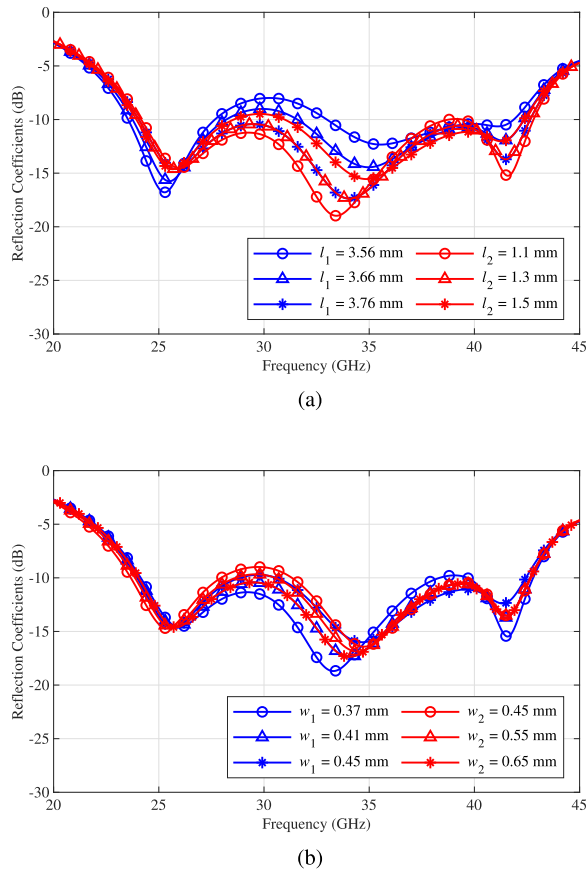 0
-5
-10
-15
-20
-25
-30
Reflection Coefficients (dB)
l1 = 3.56 mm
l1 = 3.66 mm
l1 = 3.76 mm
l2 = 1.1 mm
l2 = 1.3 mm
l2 = 1.5 mm
20 25 30 35 40 45
Frequency (GHz)
(a)
0
-5
-10
-15
-20
-25
-30
Reflection Coefficients (dB)
w1 = 0.37 mm
w1 = 0.41 mm
w1 = 0.45 mm
w2 = 0.45 mm
w2 = 0.55 mm
w2 = 0.65 mm
20 25 30 35 40 45
Frequency (GHz)
(b)